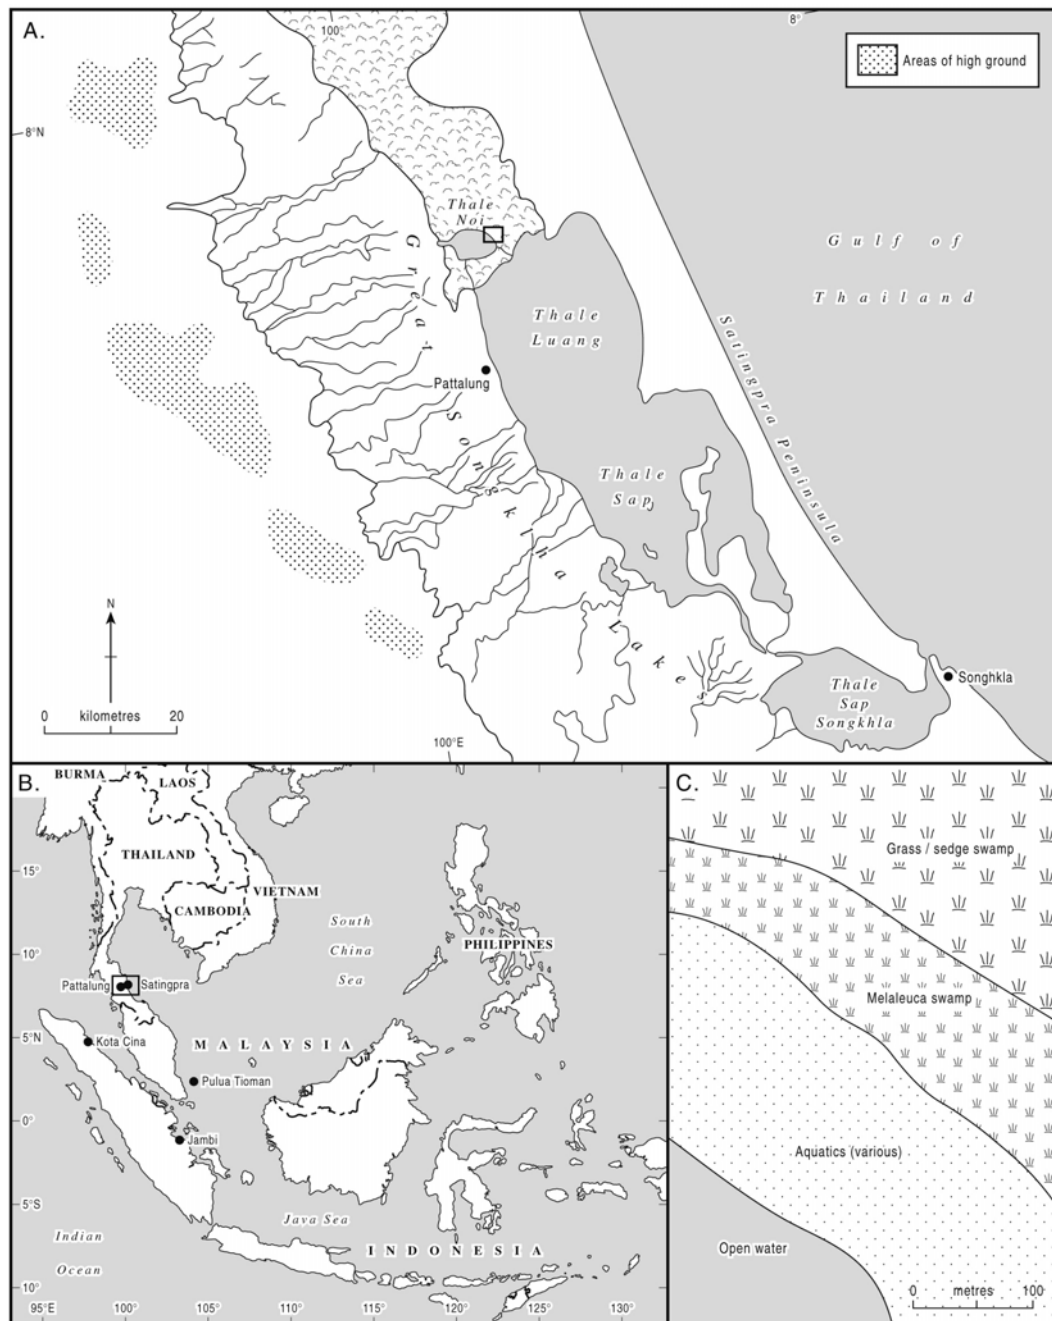 A.
100°
8°
Areas of high ground
8°N
Thale
Noi
Gulf of
Thailand
Thale
Luang
Satingpra Peninsula
Pattalung
Great Songkhla Lakes
Thale
Sap
N
0 kilometres 20
100°E
Songhkla
Thale
Sap
Songkhla
B.
BURMA
LAOS
THAILAND
VIETNAM
CAMBODIA
15°
South
China
Sea
PHILIPPINES
10°
Pattalung
Satingpra
5°N
Kota Cina
MALAYSIA
Pulua Tioman
0°
Jambi
5°S
Java Sea
Indian
Ocean
INDONESIA
10°
95°E 100° 105° 110° 115° 120° 125° 130°
C.
Grass / sedge swamp
Melaleuca swamp
Aquatics (various)
Open water
0 metres 100